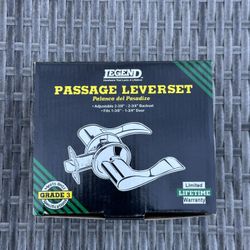 LEGEND
PASSAGE LEVERSET
Palanca del Pasadizo
• Adjustable 2-3/8" - 2-3/4" Backset
• Fits 1-3/8" - 1-3/4" Door
GRADE 3
Limited
LIFETIME
Warranty